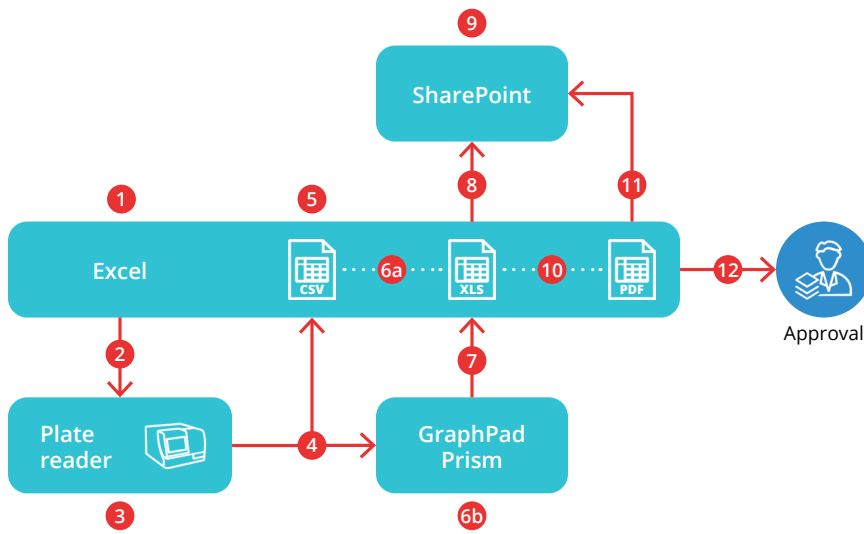 9
SharePoint
1
5
8
11
Excel
CSV
6a
XLS
10
PDF
12
Approval
2
7
Plate
reader
4
GraphPad
Prism
3
6b